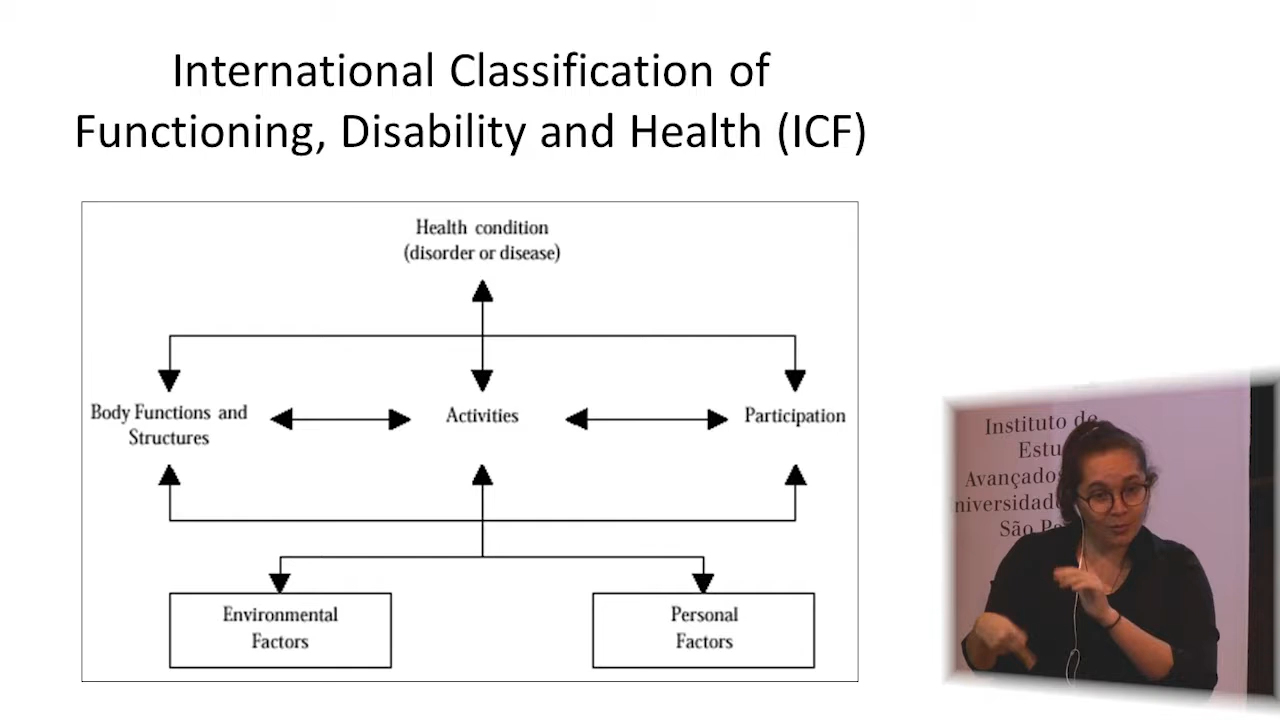 International Classification of
Functioning, Disability and Health (ICF)
Health condition
(disorder or disease)
Body Functions and
Structures
Activities
Participation
Environmental
Factors
Personal
Factors
Instituto de
Avançados
São